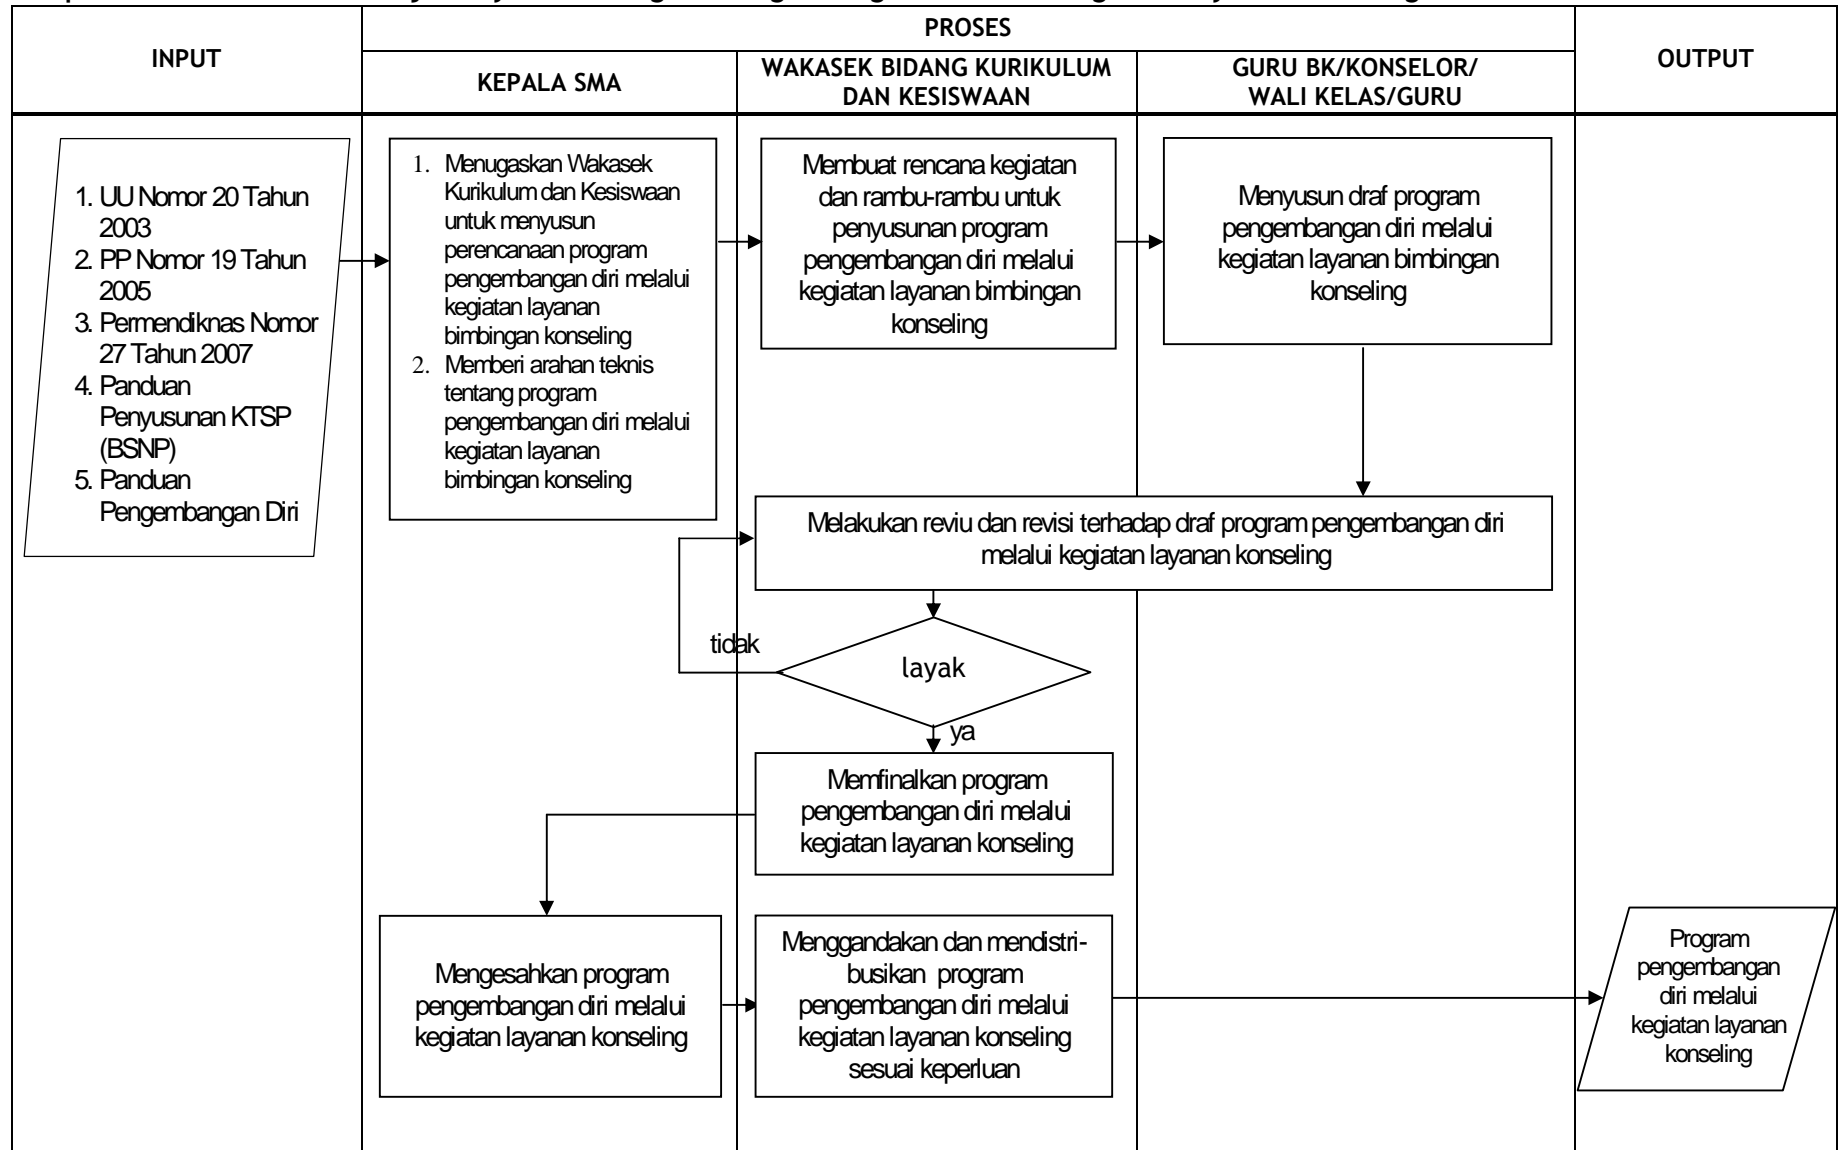 PROSES
INPUT
OUTPUT
KEPALA SMA
WAKASEK BIDANG KURIKULUM
DAN KESISWAAN
GURU BK/KONSELOR/
WALI KELAS/GURU
1. UU Nomor 20 Tahun
2003
2. PP Nomor 19 Tahun
2005
3. Permendiknas Nomor
27 Tahun 2007
4. Panduan
Penyusunan KTSP
(BSNP)
5. Panduan
Pengembangan Diri
1. Menugaskan Wakasek
Kurikulum dan Kesiswaan
untuk menyusun
perencanaan program
pengembangan diri melalui
kegiatan layanan
bimbingan konseling
2. Memberi arahan teknis
tentang program
pengembangan diri melalui
kegiatan layanan
bimbingan konseling
Membuat rencana kegiatan
dan rambu-rambu untuk
penyusunan program
pengembangan diri melalui
kegiatan layanan bimbingan
konseling
Menyusun draf program
pengembangan diri melalui
kegiatan layanan bimbingan
konseling
Melakukan reviu dan revisi terhadap draf program pengembangan diri
melalui kegiatan layanan konseling
tidak
layak
ya
Memfinalkan program
pengembangan diri melalui
kegiatan layanan konseling
Mengesahkan program
pengembangan diri melalui
kegiatan layanan konseling
Menggandakan dan mendistri-
busikan program
pengembangan diri melalui
kegiatan layanan konseling
sesuai keperluan
Program
pengembangan
diri melalui
kegiatan layanan
konseling